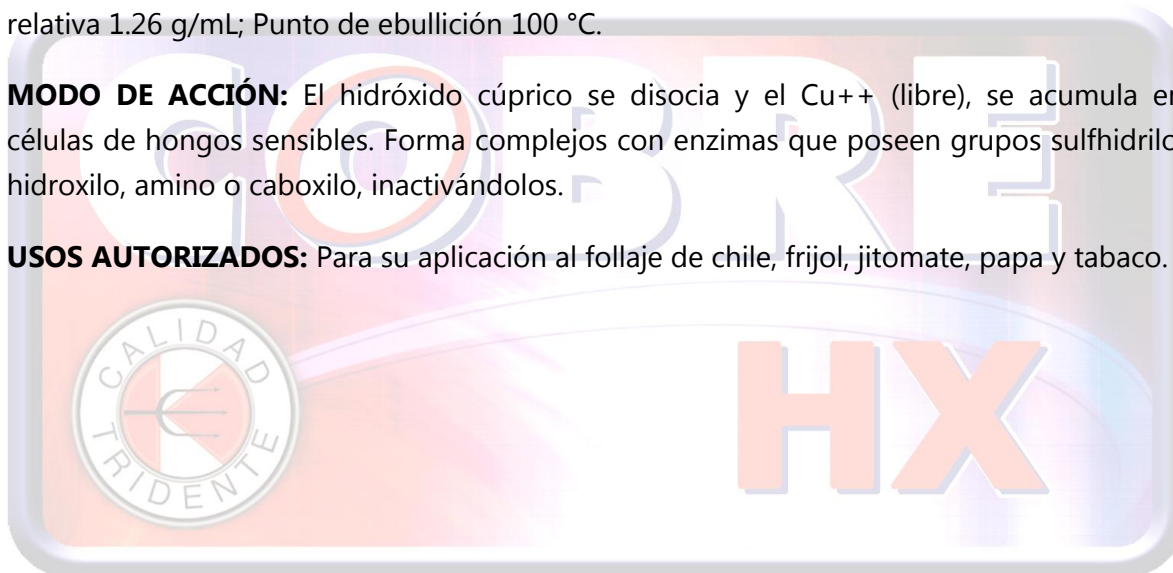 relativa 1.26 g/mL; Punto de ebullición 100 °C.
MODO DE ACCIÓN: El hidróxido cúprico se disocia y el Cu++ (libre), se acumula en
células de hongos sensibles. Forma complejos con enzimas que poseen grupos sulfhidrilo
hidroxilo, amino o caboxilo, inactivándolos.
USOS AUTORIZADOS: Para su aplicación al follaje de chile, frijol, jitomate, papa y tabaco.
COBRE
HX
CALIDAD
TRIDENTE